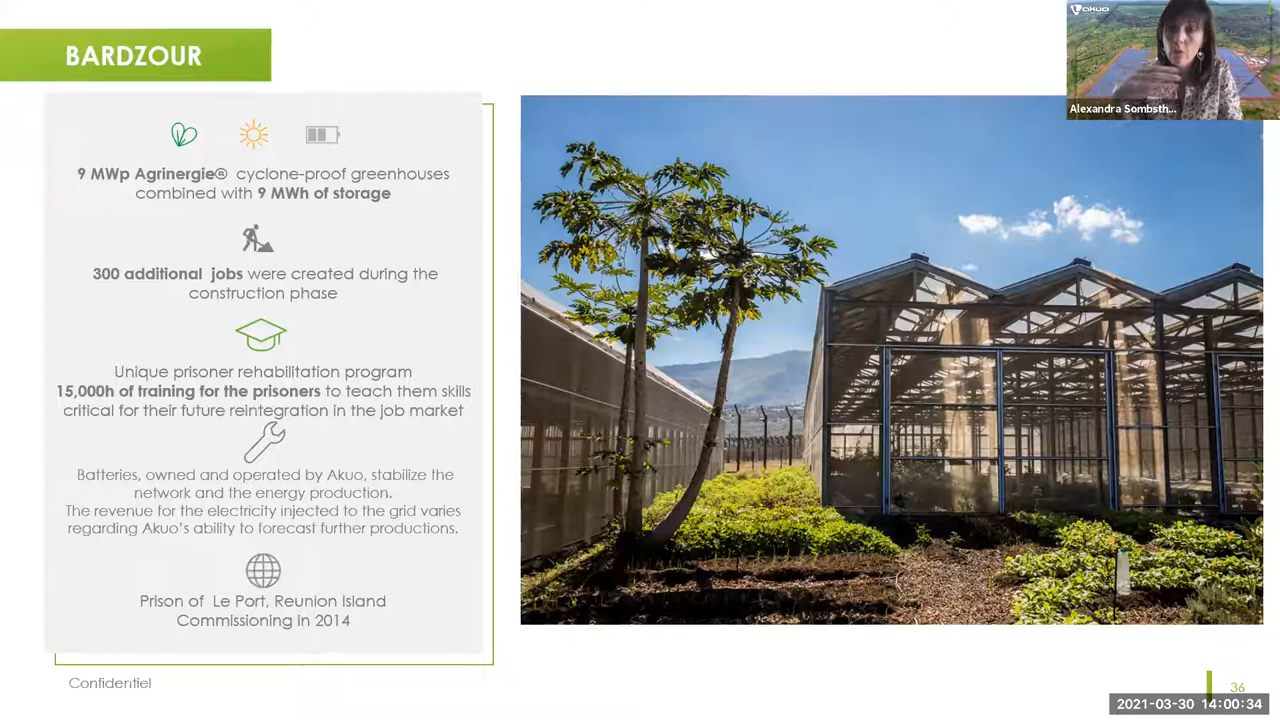 BARDZOUR
akuo
Alexandra Sombsth...
9 MWp Agrinergie® cyclone-proof greenhouses
combined with 9 MWh of storage
300 additional jobs were created during the
construction phase
Unique prisoner rehabilitation program
15,000h of training for the prisoners to teach them skills
critical for their future reintegration in the job market
Batteries, owned and operated by Akuo, stabilize the
network and the energy production.
The revenue for the electricity injected to the grid varies
regarding Akuo's ability to forecast further productions.
Prison of Le Port, Reunion Island
Commissioning in 2014
Confidentiel
36
2021-03-30 14:00:34